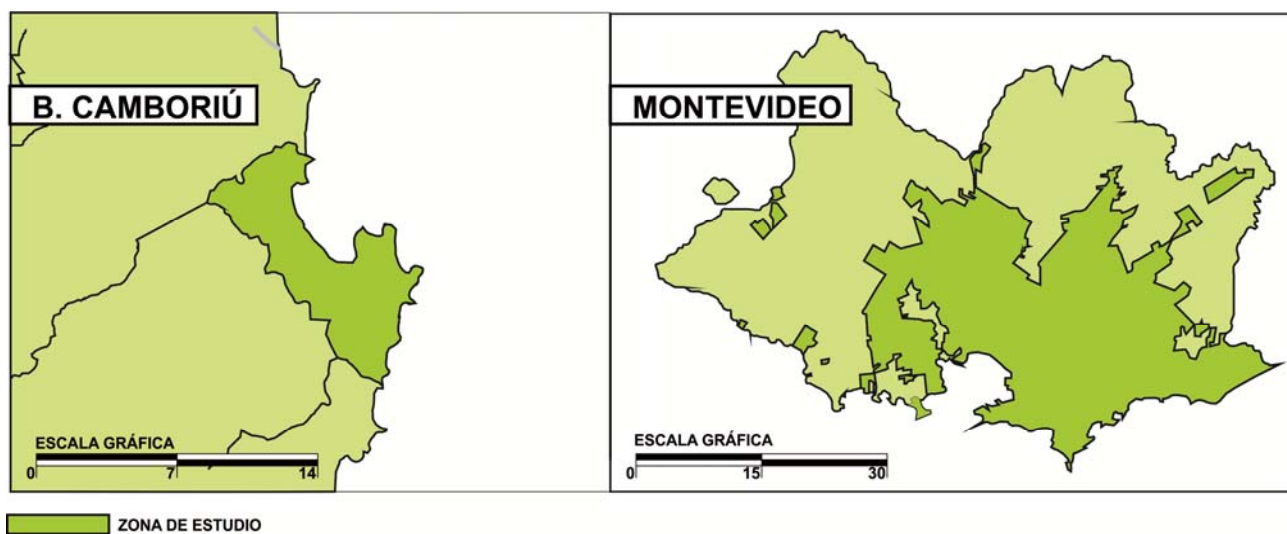 B. CAMBORIÚ
ESCALA GRÁFICA
0 7 14
MONTEVIDEO
ESCALA GRÁFICA
0 15 30
ZONA DE ESTUDIO